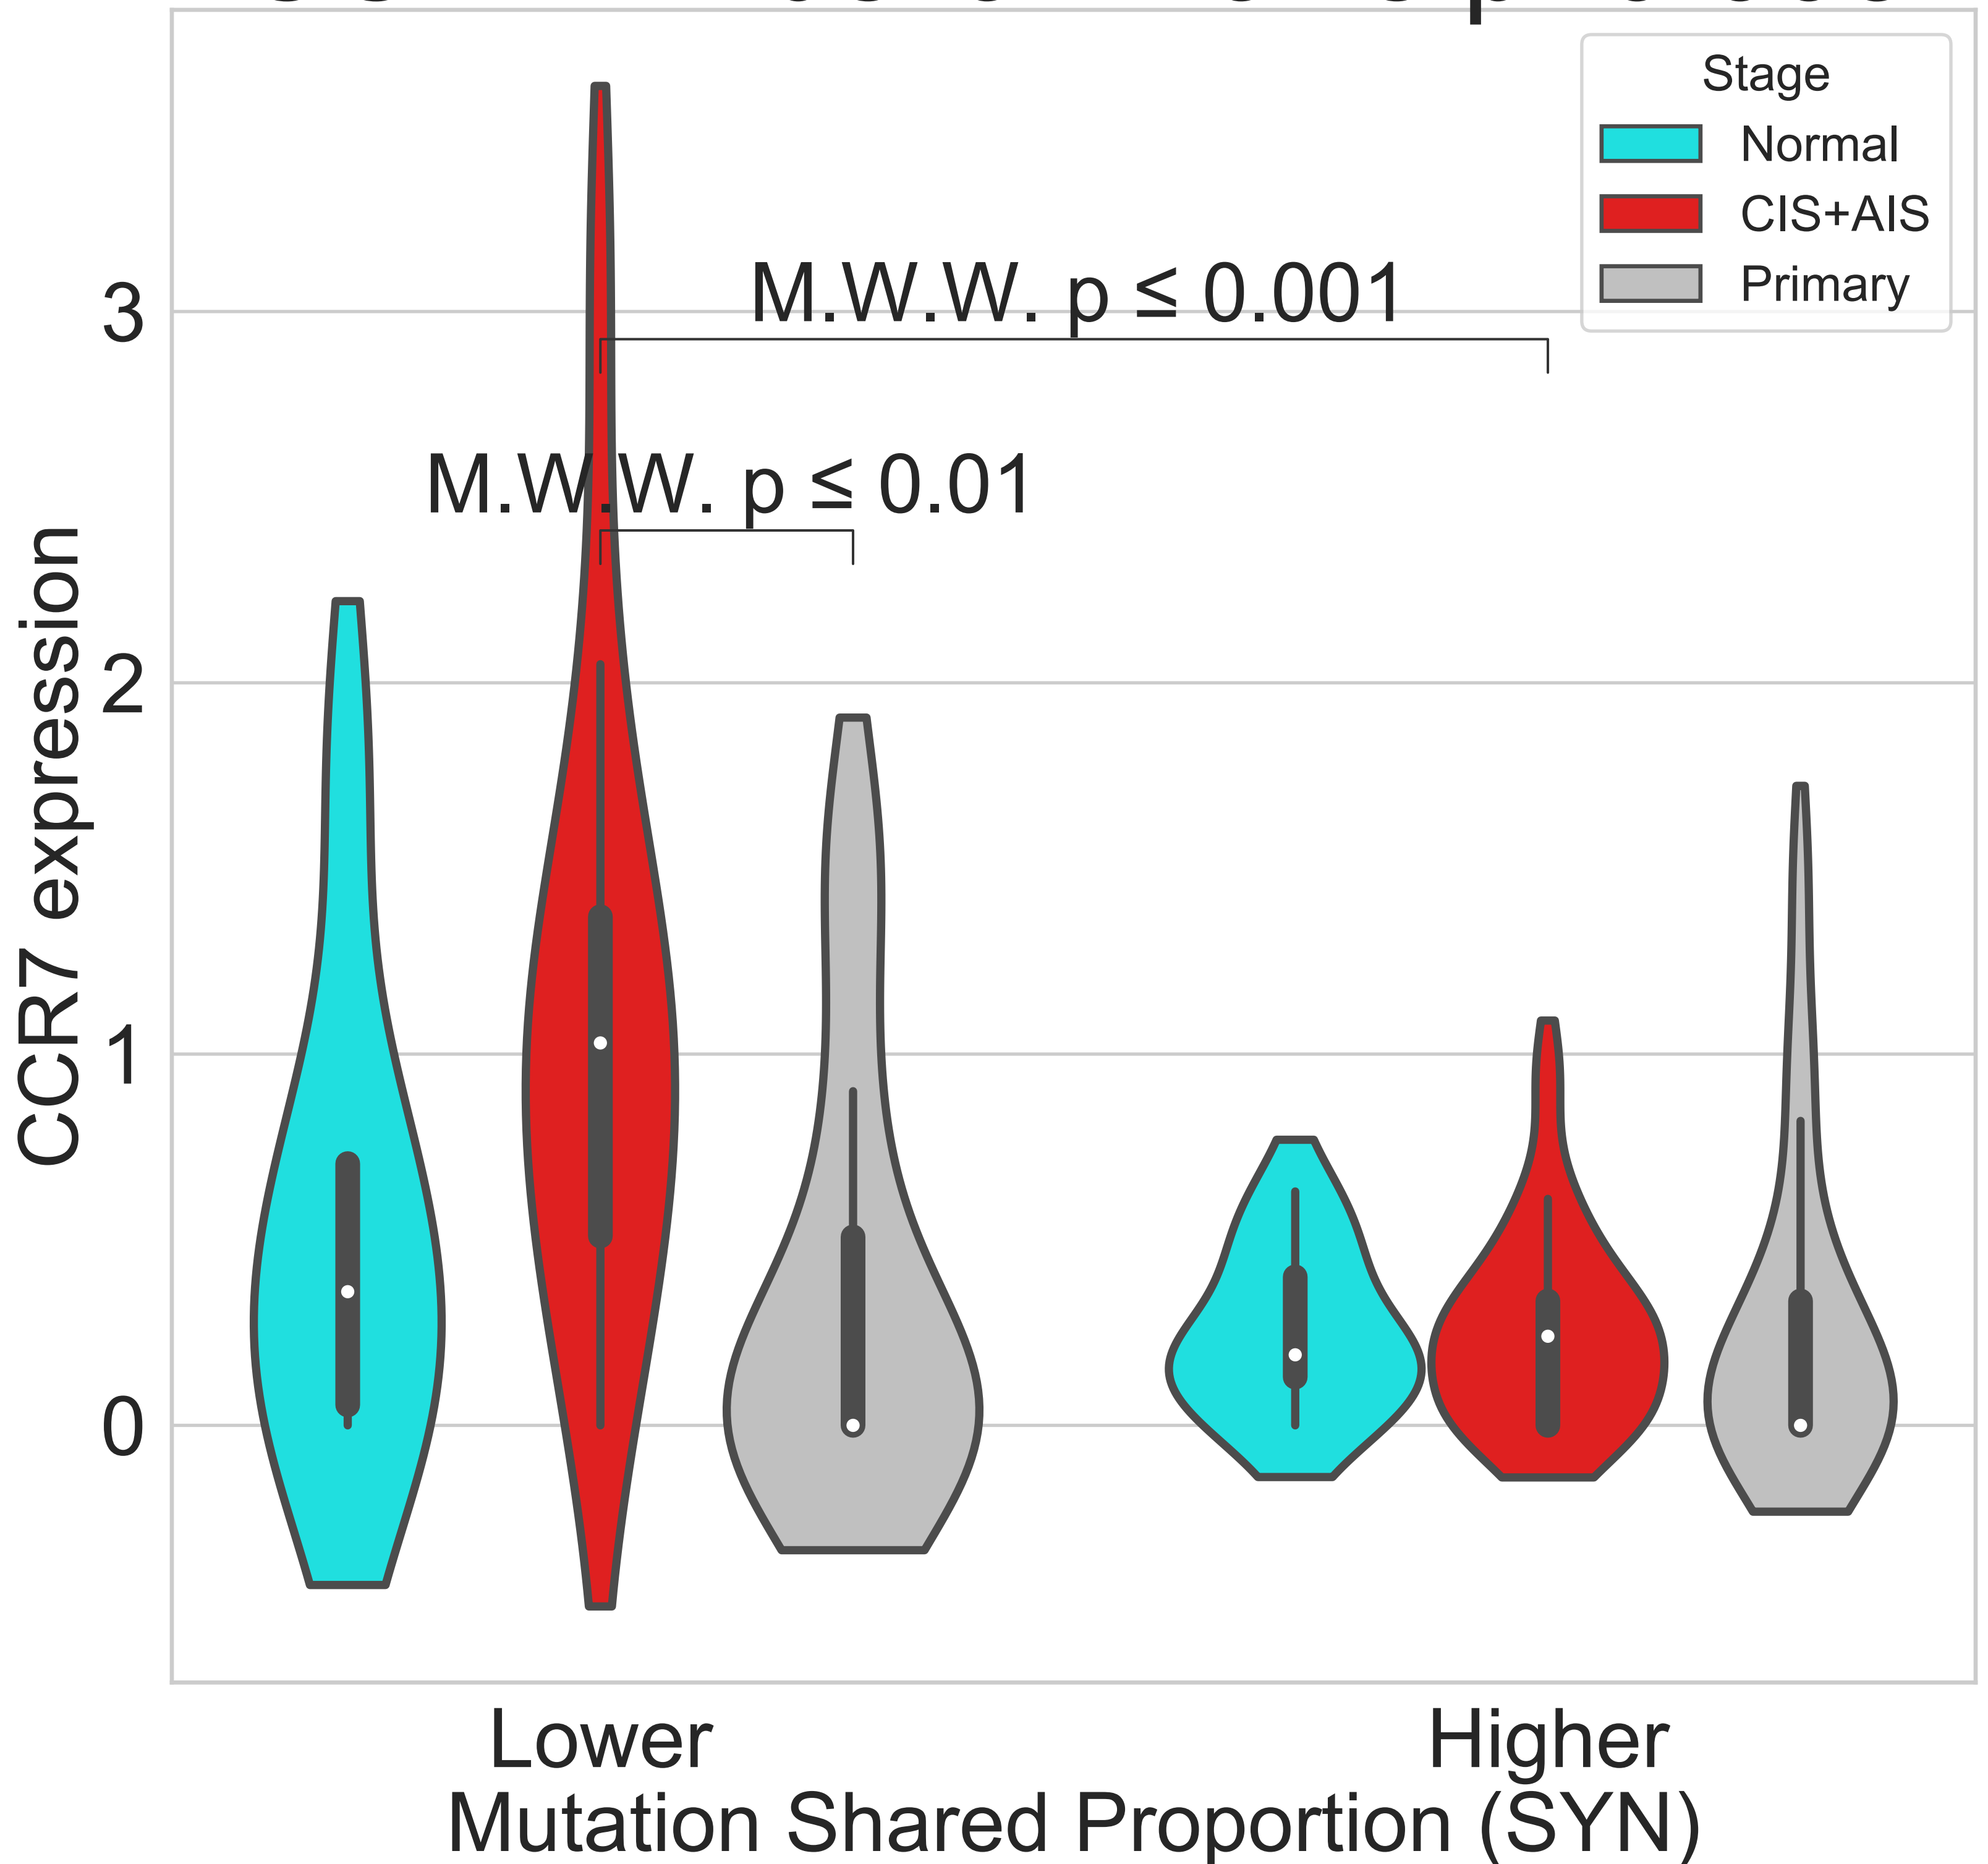 Stage
Normal
CIS+AIS
Primary
M.W.W. p ≤ 0.001
M.W.W. p ≤ 0.01
CCR7 expression
3
2
1
0
Lower
Higher
Mutation Shared Proportion (SYN)